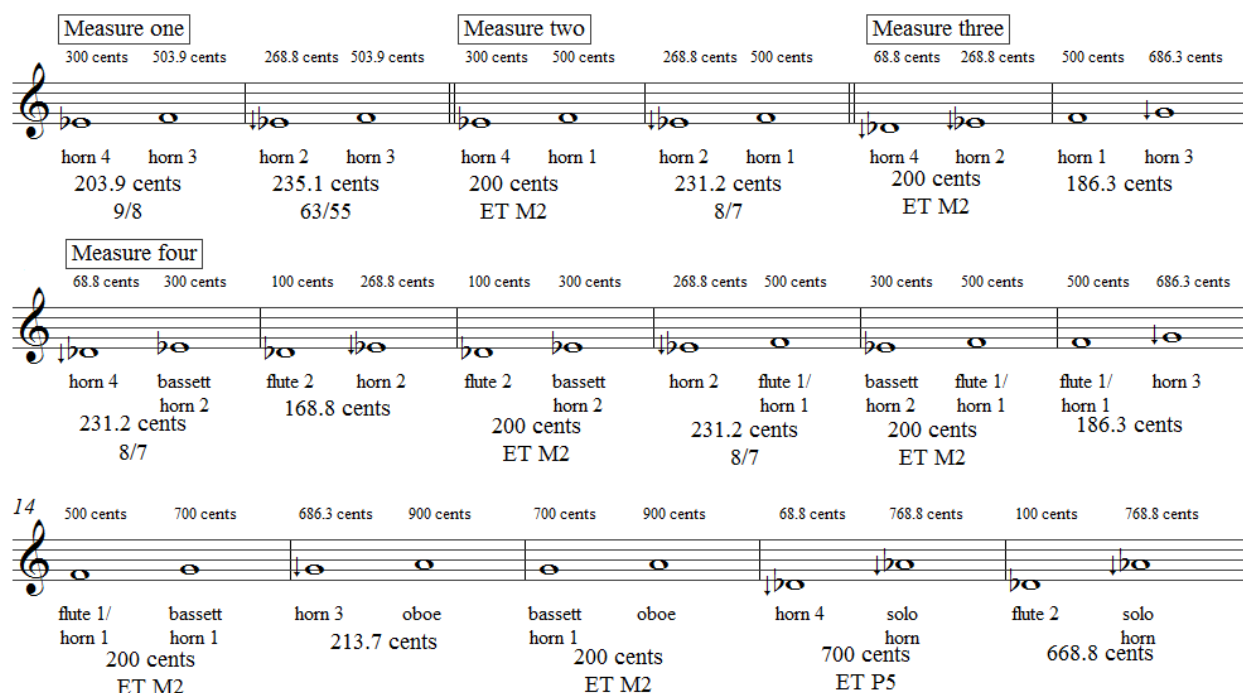 Measure one Measure two Measure three
300 cents 503.9 cents 268.8 cents 503.9 cents 300 cents 500 cents 268.8 cents 500 cents 68.8 cents 268.8 cents 500 cents 686.3 cents
horn 4 horn 3 horn 2 horn 3 horn 4 horn 1 horn 2 horn 1 horn 4 horn 2 horn 1 horn 3
203.9 cents 235.1 cents 200 cents 231.2 cents 200 cents 186.3 cents
9/8 63/55 ET M2 8/7 ET M2
Measure four
68.8 cents 300 cents 100 cents 268.8 cents 100 cents 300 cents 268.8 cents 500 cents 300 cents 500 cents 500 cents 686.3 cents
horn 4 bassett flute 2 horn 2 flute 2 bassett horn 2 flute 1/ bassett flute 1/ flute 1/ horn 3
horn 2 horn 2 horn 1 horn 2 horn 1 horn 1
231.2 cents 168.8 cents 200 cents 231.2 cents 200 cents 186.3 cents
8/7 ET M2 8/7 ET M2
14
500 cents 700 cents 686.3 cents 900 cents 700 cents 900 cents 68.8 cents 768.8 cents 100 cents 768.8 cents
flute 1/ bassett horn 3 oboe bassett oboe horn 4 solo flute 2 solo
horn 1 horn 1 horn 1 horn horn
200 cents 213.7 cents 200 cents 700 cents 668.8 cents
ET M2 ET M2 ET P5